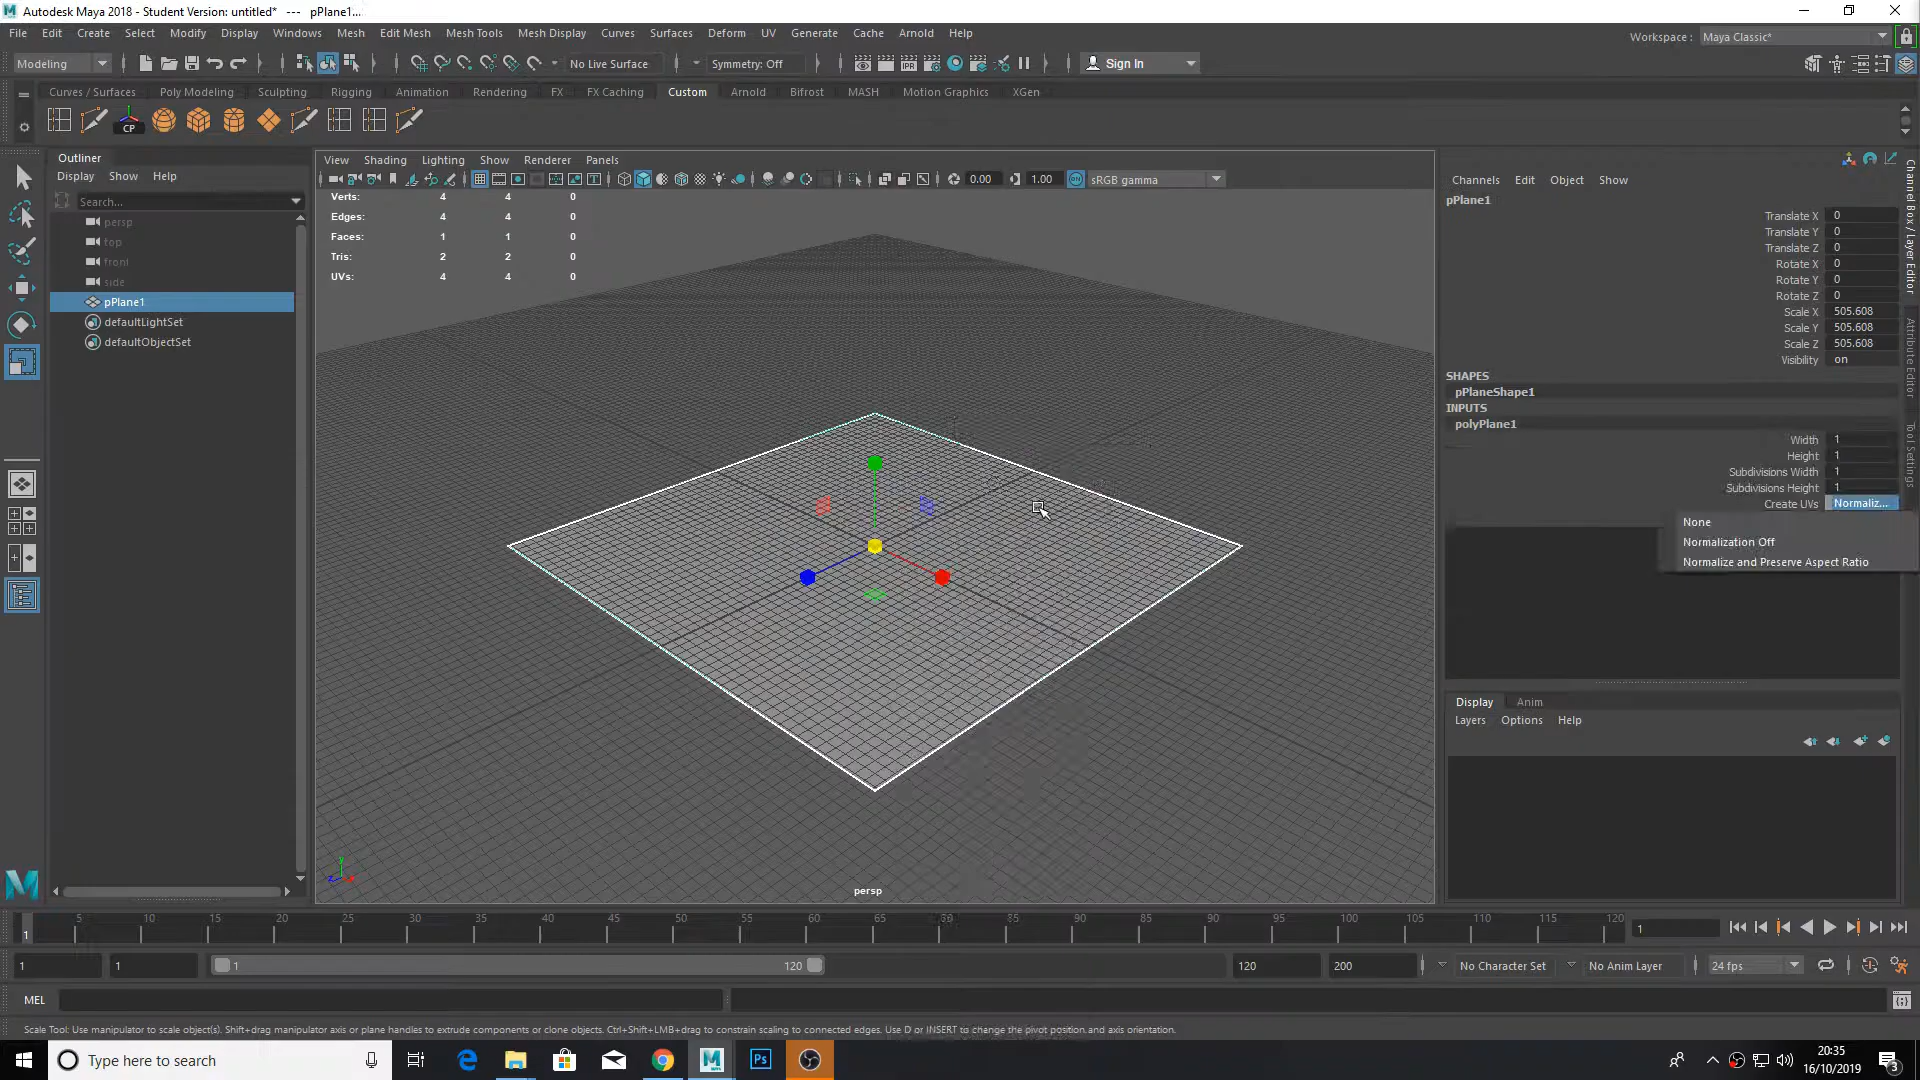 Autodesk Maya 2018 - Student Version: untitled* --- pPlane1...
File Edit Create Select Modify Display Windows Mesh Edit Mesh Mesh Tools Mesh Display Curves Surfaces Deform UV Generate Cache Arnold Help
Workspace : Maya Classic*
Modeling No Live Surface Symmetry: Off Sign In
Curves / Surfaces Poly Modeling Sculpting Rigging Animation Rendering FX FX Caching Custom Arnold Bifrost MASH Motion Graphics XGen
CP
Outliner
Display Show Help
Search...
persp
top
front
side
pPlane1
defaultLightSet
defaultObjectSet
View Shading Lighting Show Renderer Panels
0.00 1.00 sRGB gamma
Verts: 4 4 0
Edges: 4 4 0
Faces: 1 1 0
Tris: 2 2 0
UVs: 4 4 0
persp
Channels Edit Object Show
pPlane1
Translate X 0
Translate Y 0
Translate Z 0
Rotate X 0
Rotate Y 0
Rotate Z 0
Scale X 505.608
Scale Y 505.608
Scale Z 505.608
Visibility on
SHAPES
pPlaneShape1
INPUTS
polyPlane1
Width 1
Height 1
Subdivisions Width 1
Subdivisions Height 1
Create UVs Normaliz...
None
Normalization Off
Normalize and Preserve Aspect Ratio
Channel Box / Layer Editor
Attribute Editor
Tool Settings
Display Anim
Layers Options Help
5 10 15 20 25 30 35 40 45 50 55 60 65 70 75 85 90 95 100 105 110 115 120
1 1
1 1 1 120 120 200 No Character Set No Anim Layer 24 fps
MEL
Scale Tool: Use manipulator to scale object(s). Shift+drag manipulator axis or plane handles to extrude components or clone objects. Ctrl+Shift+LMB+drag to constrain scaling to connected edges. Use D or INSERT to change the pivot position and axis orientation.
Type here to search
20:35
16/10/2019
3